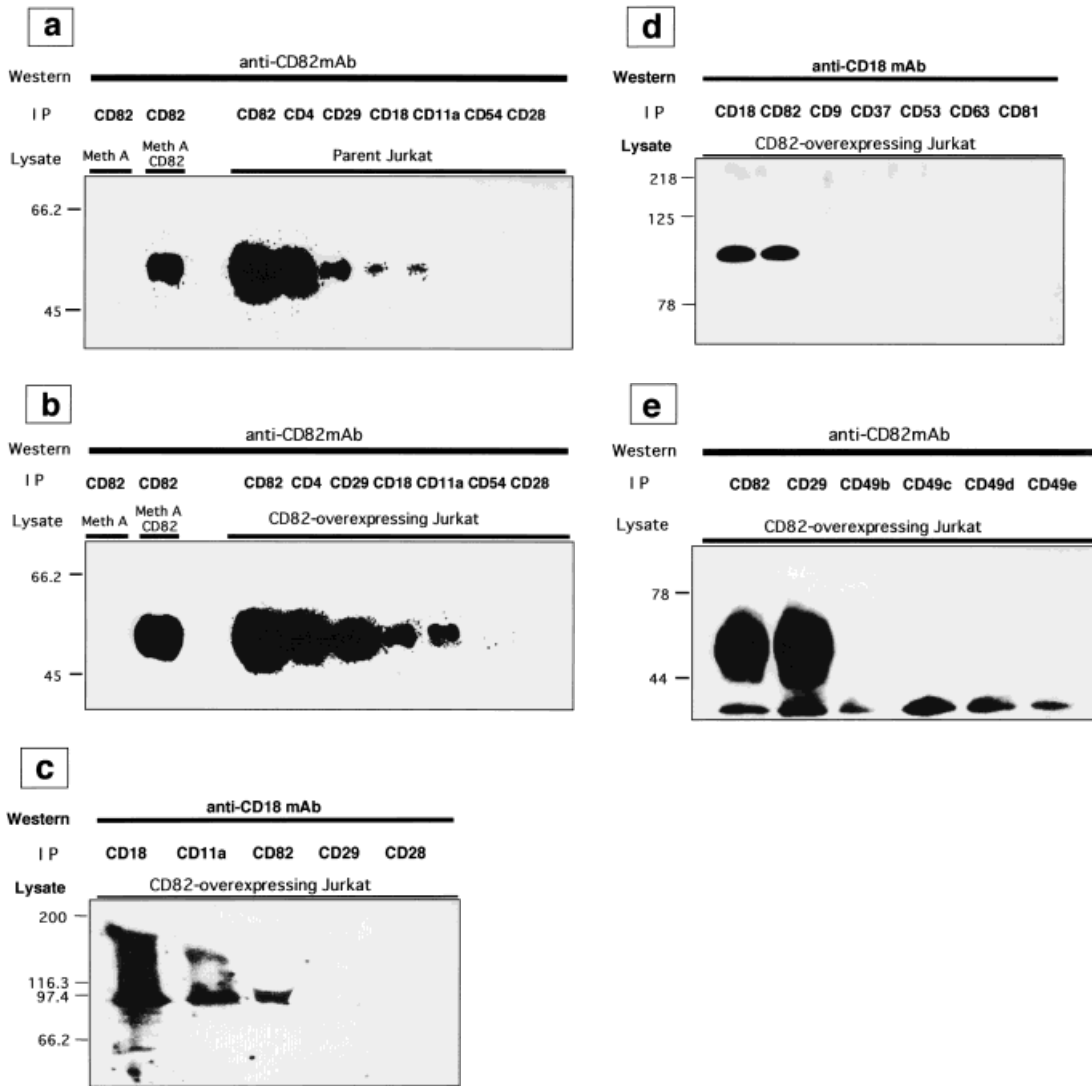 a
anti-CD82mAb
Western
I P CD82 CD82 CD82 CD4 CD29 CD18 CD11a CD54 CD28
Lysate Meth A Meth A CD82 Parent Jurkat
66.2
45
b
anti-CD82mAb
Western
I P CD82 CD82 CD82 CD4 CD29 CD18 CD11a CD54 CD28
Lysate Meth A Meth A CD82 CD82-overexpressing Jurkat
66.2
45
c
anti-CD18 mAb
Western
I P CD18 CD11a CD82 CD29 CD28
Lysate CD82-overexpressing Jurkat
200
116.3
97.4
66.2
d
anti-CD18 mAb
Western
I P CD18 CD82 CD9 CD37 CD53 CD63 CD81
Lysate CD82-overexpressing Jurkat
218
125
78
e
anti-CD82mAb
Western
I P CD82 CD29 CD49b CD49c CD49d CD49e
Lysate CD82-overexpressing Jurkat
78
44